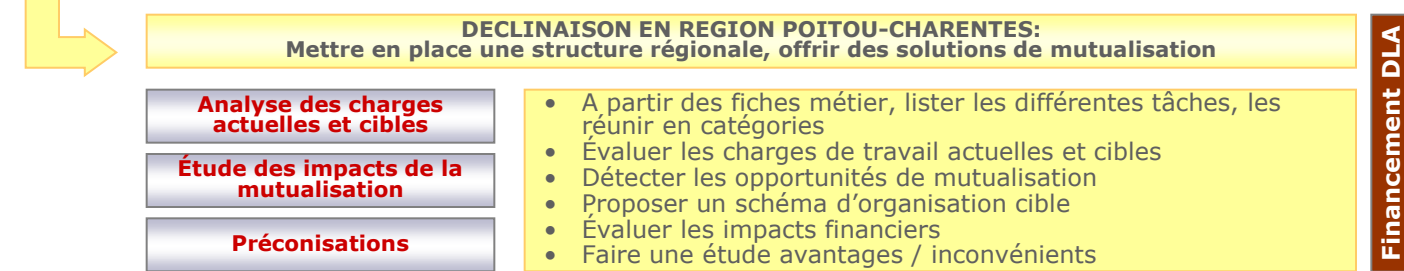 DECLINAISON EN REGION POITOU-CHARENTES:
Mettre en place une structure régionale, offrir des solutions de mutualisation
Analyse des charges
actuelles et cibles
Étude des impacts de la
mutualisation
Préconisations
• A partir des fiches métier, lister les différentes tâches, les
réunir en catégories
• Évaluer les charges de travail actuelles et cibles
• Détecter les opportunités de mutualisation
• Proposer un schéma d’organisation cible
• Évaluer les impacts financiers
• Faire une étude avantages / inconvénients
Financement DLA